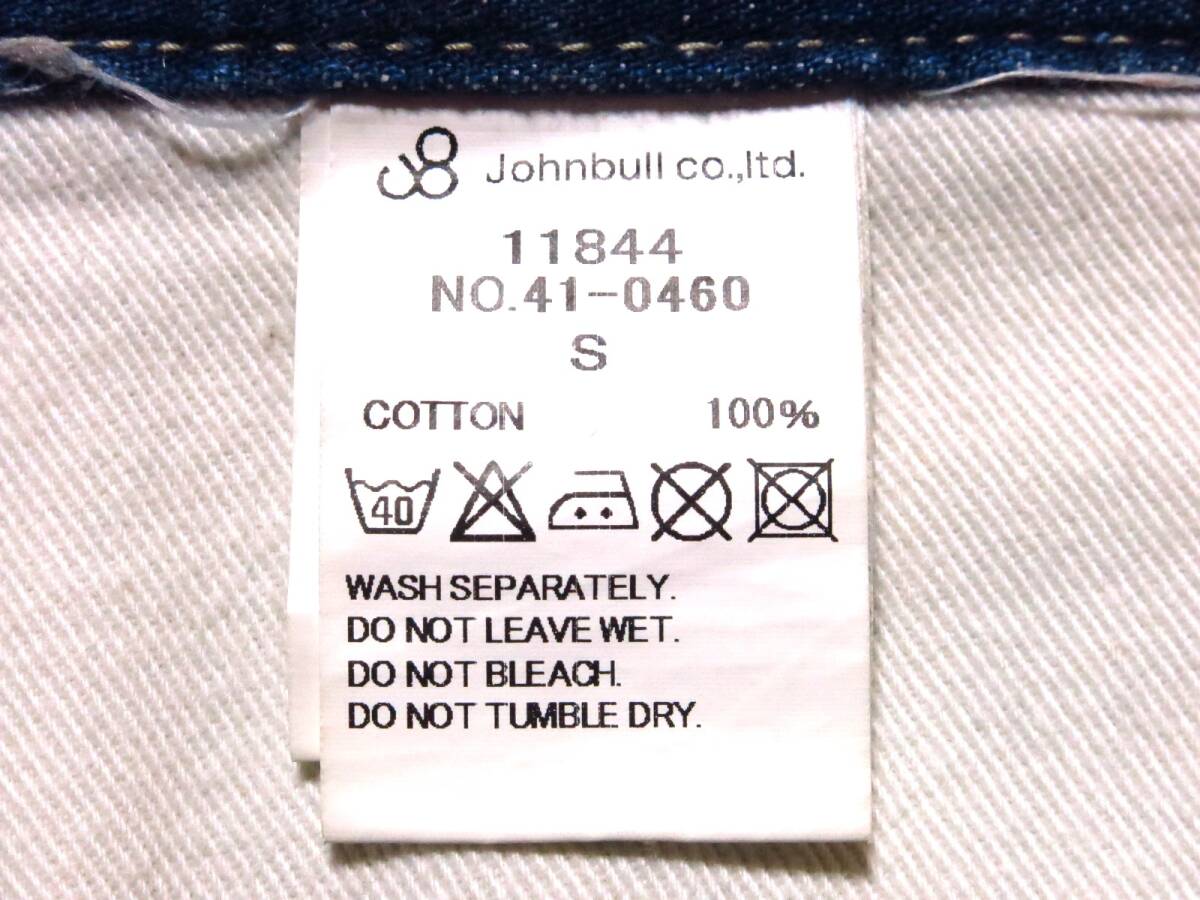 Johnbull co.,ltd.
11844
NO.41-0460
S
COTTON 100%
40
WASH SEPARATELY.
DO NOT LEAVE WET.
DO NOT BLEACH.
DO NOT TUMBLE DRY.